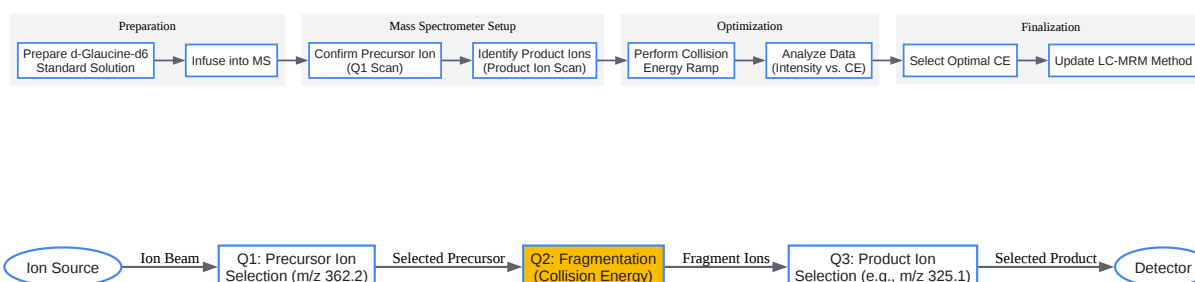 Preparation
Mass Spectrometer Setup
Optimization
Finalization
Prepare d-Glaucine-d6
Standard Solution
Infuse into MS
Confirm Precursor Ion
(Q1 Scan)
Identify Product Ions
(Product Ion Scan)
Perform Collision
Energy Ramp
Analyze Data
(Intensity vs. CE)
Select Optimal CE
Update LC-MRM Method
Ion Source
Ion Beam
Q1: Precursor Ion
Selection (m/z 362.2)
Selected Precursor
Q2: Fragmentation
(Collision Energy)
Fragment Ions
Q3: Product Ion
Selection (e.g., m/z 325.1)
Selected Product
Detector